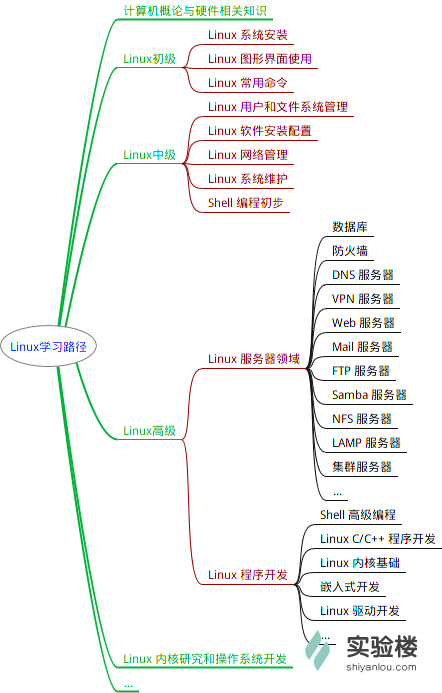 计算机概论与硬件相关知识
Linux初级
Linux 系统安装
Linux 图形界面使用
Linux 常用命令
Linux中级
Linux 用户和文件系统管理
Linux 软件安装配置
Linux 网络管理
Linux 系统维护
Shell 编程初步
Linux学习路径
Linux高级
Linux 服务器领域
数据库
防火墙
DNS 服务器
VPN 服务器
Web 服务器
Mail 服务器
FTP 服务器
Samba 服务器
NFS 服务器
LAMP 服务器
集群服务器
...
Linux 程序开发
Shell 高级编程
Linux C/C++ 程序开发
Linux 内核基础
嵌入式开发
Linux 驱动开发
...
Linux 内核研究和操作系统开发
...
实验楼
shiyanlou.com